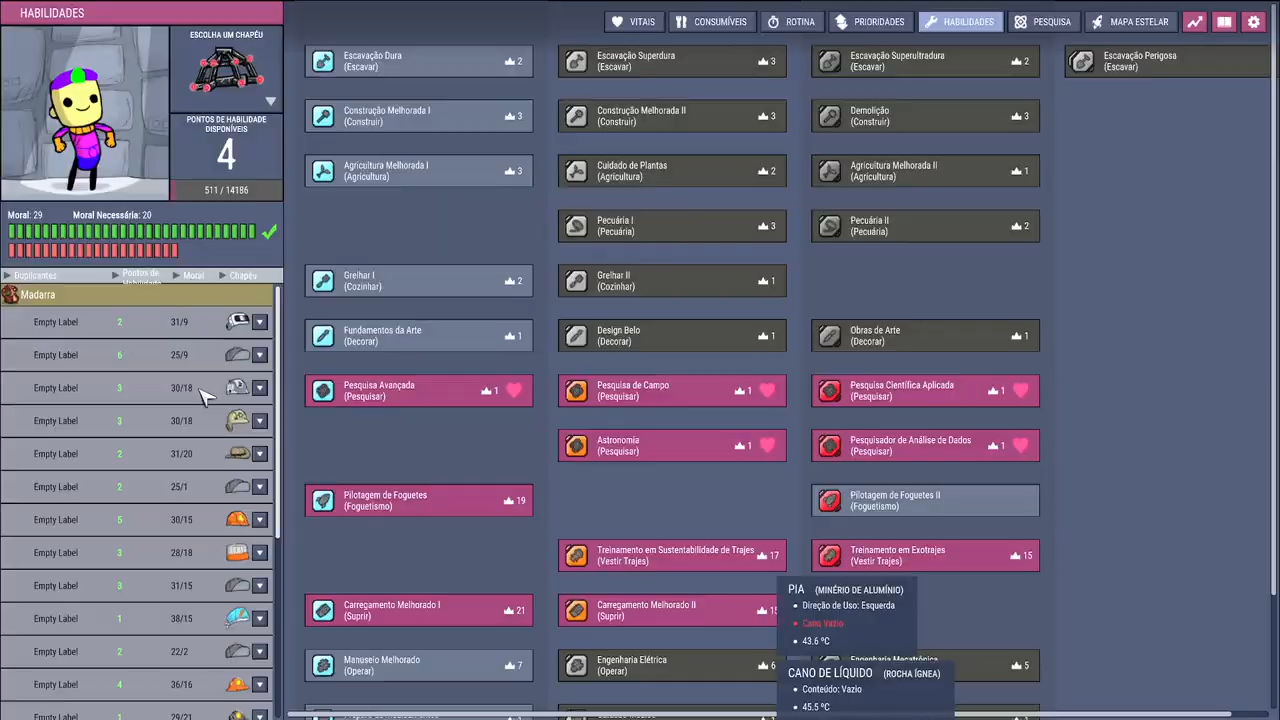 HABILIDADES
VITAIS
CONSUMÍVEIS
ROTINA
PRIORIDADES
HABILIDADES
PESQUISA
MAPA ESTELAR
ESCOLHA UM CHAPÉU
PONTOS DE HABILIDADE
DISPONÍVEIS
4
511 / 14186
Moral: 29 Moral Necessária: 20
Duplicantes Pontos de Habilidade Moral Chapéu
Madarra
Empty Label 2 31/9
Empty Label 6 25/9
Empty Label 3 30/18
Empty Label 3 30/18
Empty Label 2 31/20
Empty Label 2 25/1
Empty Label 5 30/15
Empty Label 3 28/18
Empty Label 3 31/15
Empty Label 1 38/15
Empty Label 2 22/2
Empty Label 4 36/16
Empty Label 1 29/21
Escavação Dura
(Escavar)
2
Escavação Superdura
(Escavar)
3
Escavação Superultradura
(Escavar)
2
Escavação Perigosa
(Escavar)
Construção Melhorada I
(Construir)
3
Construção Melhorada II
(Construir)
3
Demolição
(Construir)
3
Agricultura Melhorada I
(Agricultura)
3
Cuidado de Plantas
(Agricultura)
2
Agricultura Melhorada II
(Agricultura)
1
Pecuária I
(Pecuária)
3
Pecuária II
(Pecuária)
2
Grelhar I
(Cozinhar)
2
Grelhar II
(Cozinhar)
1
Fundamentos da Arte
(Decorar)
1
Design Belo
(Decorar)
1
Obras de Arte
(Decorar)
1
Pesquisa Avançada
(Pesquisar)
1
Pesquisa de Campo
(Pesquisar)
1
Pesquisa Científica Aplicada
(Pesquisar)
1
Astronomia
(Pesquisar)
1
Pesquisador de Análise de Dados
(Pesquisar)
1
Pilotagem de Foguetes
(Foguetismo)
19
Pilotagem de Foguetes II
(Foguetismo)
Treinamento em Sustentabilidade de Trajes
(Vestir Trajes)
17
Treinamento em Exotrajes
(Vestir Trajes)
15
Carregamento Melhorado I
(Suprir)
21
Carregamento Melhorado II
(Suprir)
Manuseio Melhorado
(Operar)
7
Engenharia Elétrica
(Operar)
6
Engenharia Mecatrônica
5
PIA (MINÉRIO DE ALUMÍNIO)
• Direção de Uso: Esquerda
• Cano Vazio
• 43.6 ºC
CANO DE LÍQUIDO (ROCHA ÍGNEA)
• Conteúdo: Vazio
• 45.5 ºC